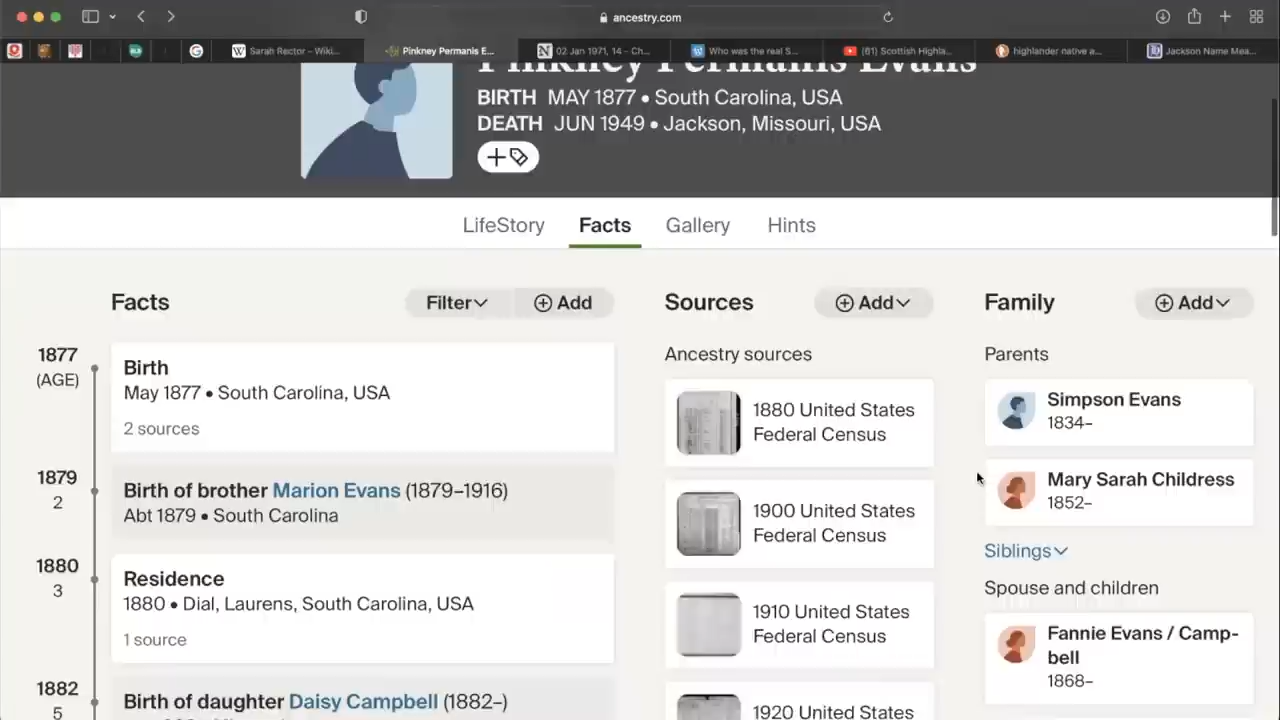 ancestry.com
Sarah Rector – Wiki...
Pinkney Permanis E...
02 Jan 1971, 14 - Ch...
Who was the real S...
(61) Scottish Highla...
highlander native a...
Jackson Name Mea...
Pinkney Permanis Evans
BIRTH MAY 1877 • South Carolina, USA
DEATH JUN 1949 • Jackson, Missouri, USA
LifeStory
Facts
Gallery
Hints
Facts
Filter
Add
1877
(AGE)
Birth
May 1877 • South Carolina, USA
2 sources
1879
2
Birth of brother Marion Evans (1879–1916)
Abt 1879 • South Carolina
1880
3
Residence
1880 • Dial, Laurens, South Carolina, USA
1 source
1882
5
Birth of daughter Daisy Campbell (1882–)
Sources
Add
Ancestry sources
1880 United States
Federal Census
1900 United States
Federal Census
1910 United States
Federal Census
1920 United States
Family
Add
Parents
Simpson Evans
1834–
Mary Sarah Childress
1852–
Siblings
Spouse and children
Fannie Evans / Camp-
bell
1868–